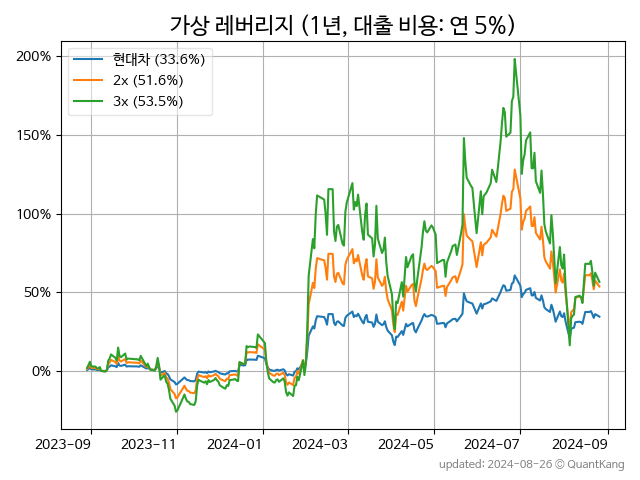 가상 레버리지 (1년, 대출 비용: 연 5%)
현대차 (33.6%)
2x (51.6%)
3x (53.5%)
200%
150%
100%
50%
0%
2023-09 2023-11 2024-01 2024-03 2024-05 2024-07 2024-09
updated: 2024-08-26 © QuantKang